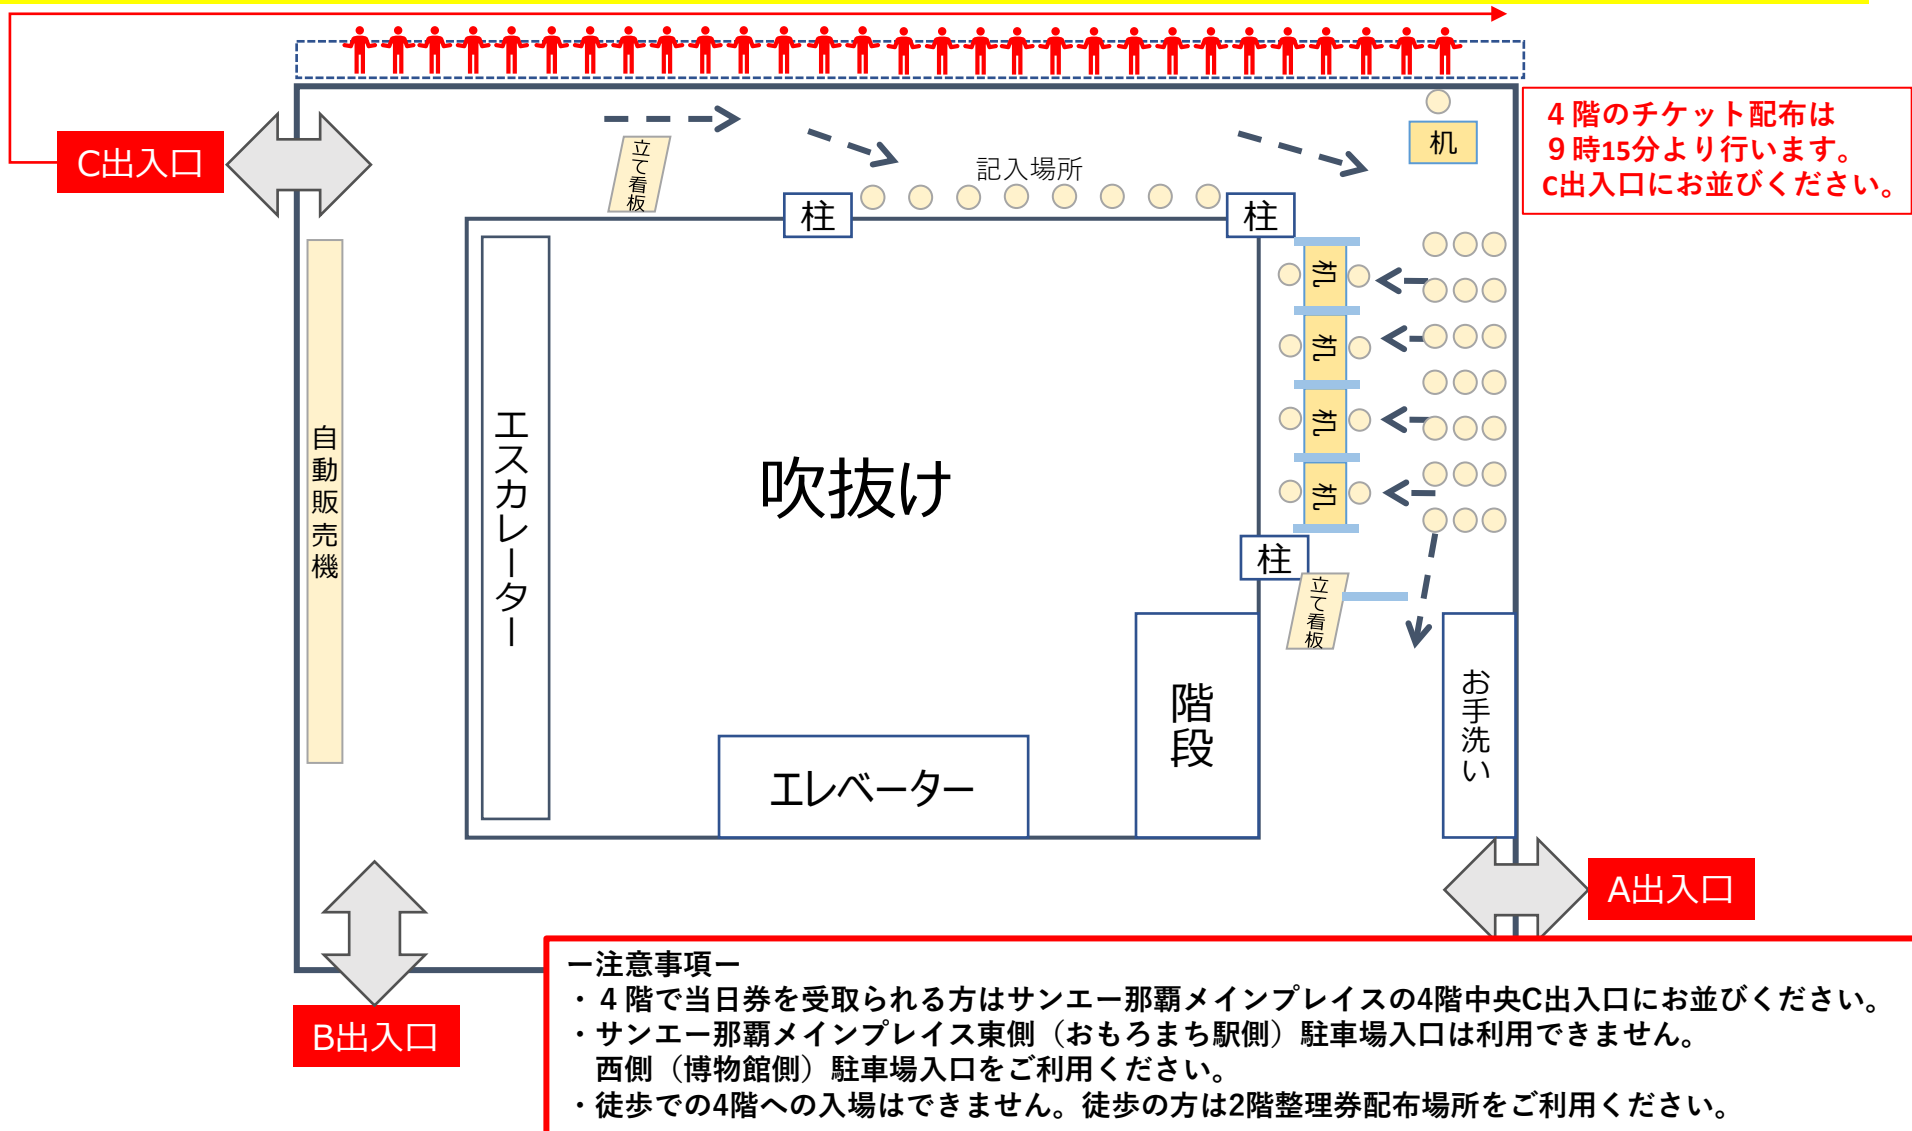 ４階のチケット配布は
９時15分より行います。
C出入口にお並びください。
C出入口
立て看板
記入場所
机
柱
柱
机
机
机
机
自動販売機
エスカレーター
吹抜け
柱
立て看板
階段
お手洗い
エレベーター
A出入口
B出入口
ー注意事項ー
・４階で当日券を受取られる方はサンエー那覇メインプレイスの4階中央C出入口にお並びください。
・サンエー那覇メインプレイス東側（おもろまち駅側）駐車場入口は利用できません。
西側（博物館側）駐車場入口をご利用ください。
・徒歩での4階への入場はできません。徒歩の方は2階整理券配布場所をご利用ください。